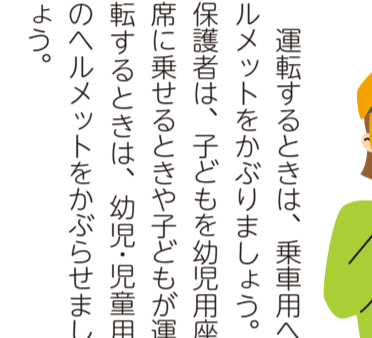 運転するときは、乗車用ヘ
ルメットをかぶりましょう。
保護者は、子どもを幼児用座
席に乗せるときや子どもが運
転するときは、幼児・児童用
のヘルメットをかぶらせまし
ょう。